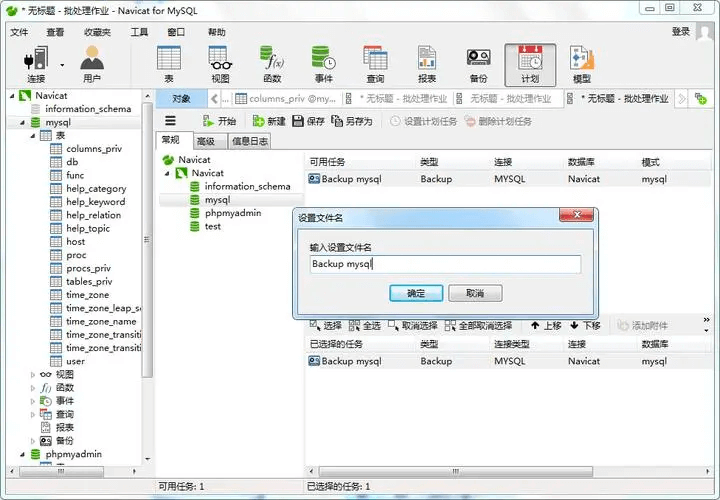 * 无标题 - 批处理作业 - Navicat for MySQL
文件 查看 收藏夹 工具 窗口 帮助 登录
连接 用户 表 视图 函数 事件 查询 报表 备份 计划 模型
对象 ... columns_priv @my... * 无标题 - 批处理作业 无标题 - 批处理作业 * 无标题 - 批处理作业
开始 新建 保存 另存为 设置计划任务 删除计划任务
常规 高级 信息日志
Navicat
information_schema
mysql
表
columns_priv
db
func
help_category
help_keyword
help_relation
help_topic
host
proc
procs_priv
tables_priv
time_zone
time_zone_leap_se
time_zone_name
time_zone_transiti
time_zone_transiti
user
视图
函数
事件
查询
报表
备份
phpmyadmin
Navicat
Navicat
information_schema
mysql
phpmyadmin
test
可用任务 类型 连接 数据库 模式
Backup mysql Backup MYSQL Navicat mysql
设置文件名
输入设置文件名
Backup mysql
确定 取消
选择 全选 取消选择 全部取消选择 上移 下移 添加附件
已选择的任务 类型 连接类型 连接 数据库
Backup mysql Backup MYSQL Navicat mysql
可用任务: 1 已选择的任务: 1